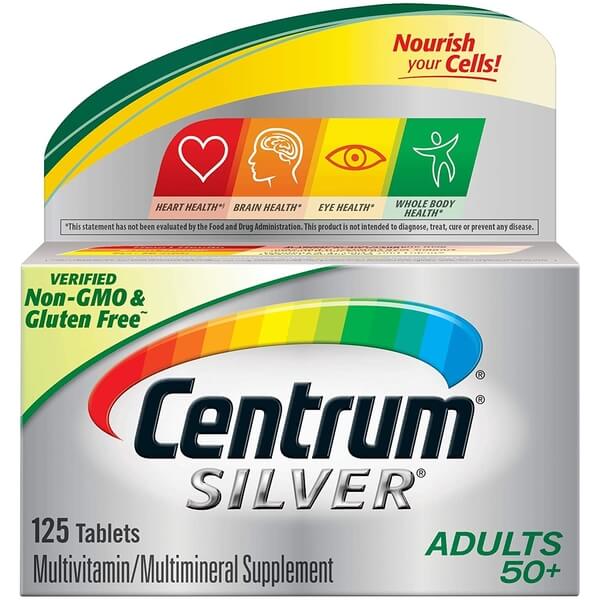 Nourish
your Cells!
HEART HEALTH*† BRAIN HEALTH* EYE HEALTH* WHOLE BODY HEALTH*
*This statement has not been evaluated by the Food and Drug Administration. This product is not intended to diagnose, treat, cure or prevent any disease.
VERIFIED
Non-GMO &
Gluten Free~
Centrum®
SILVER®
®
125 Tablets
Multivitamin/Multimineral Supplement
ADULTS
50+